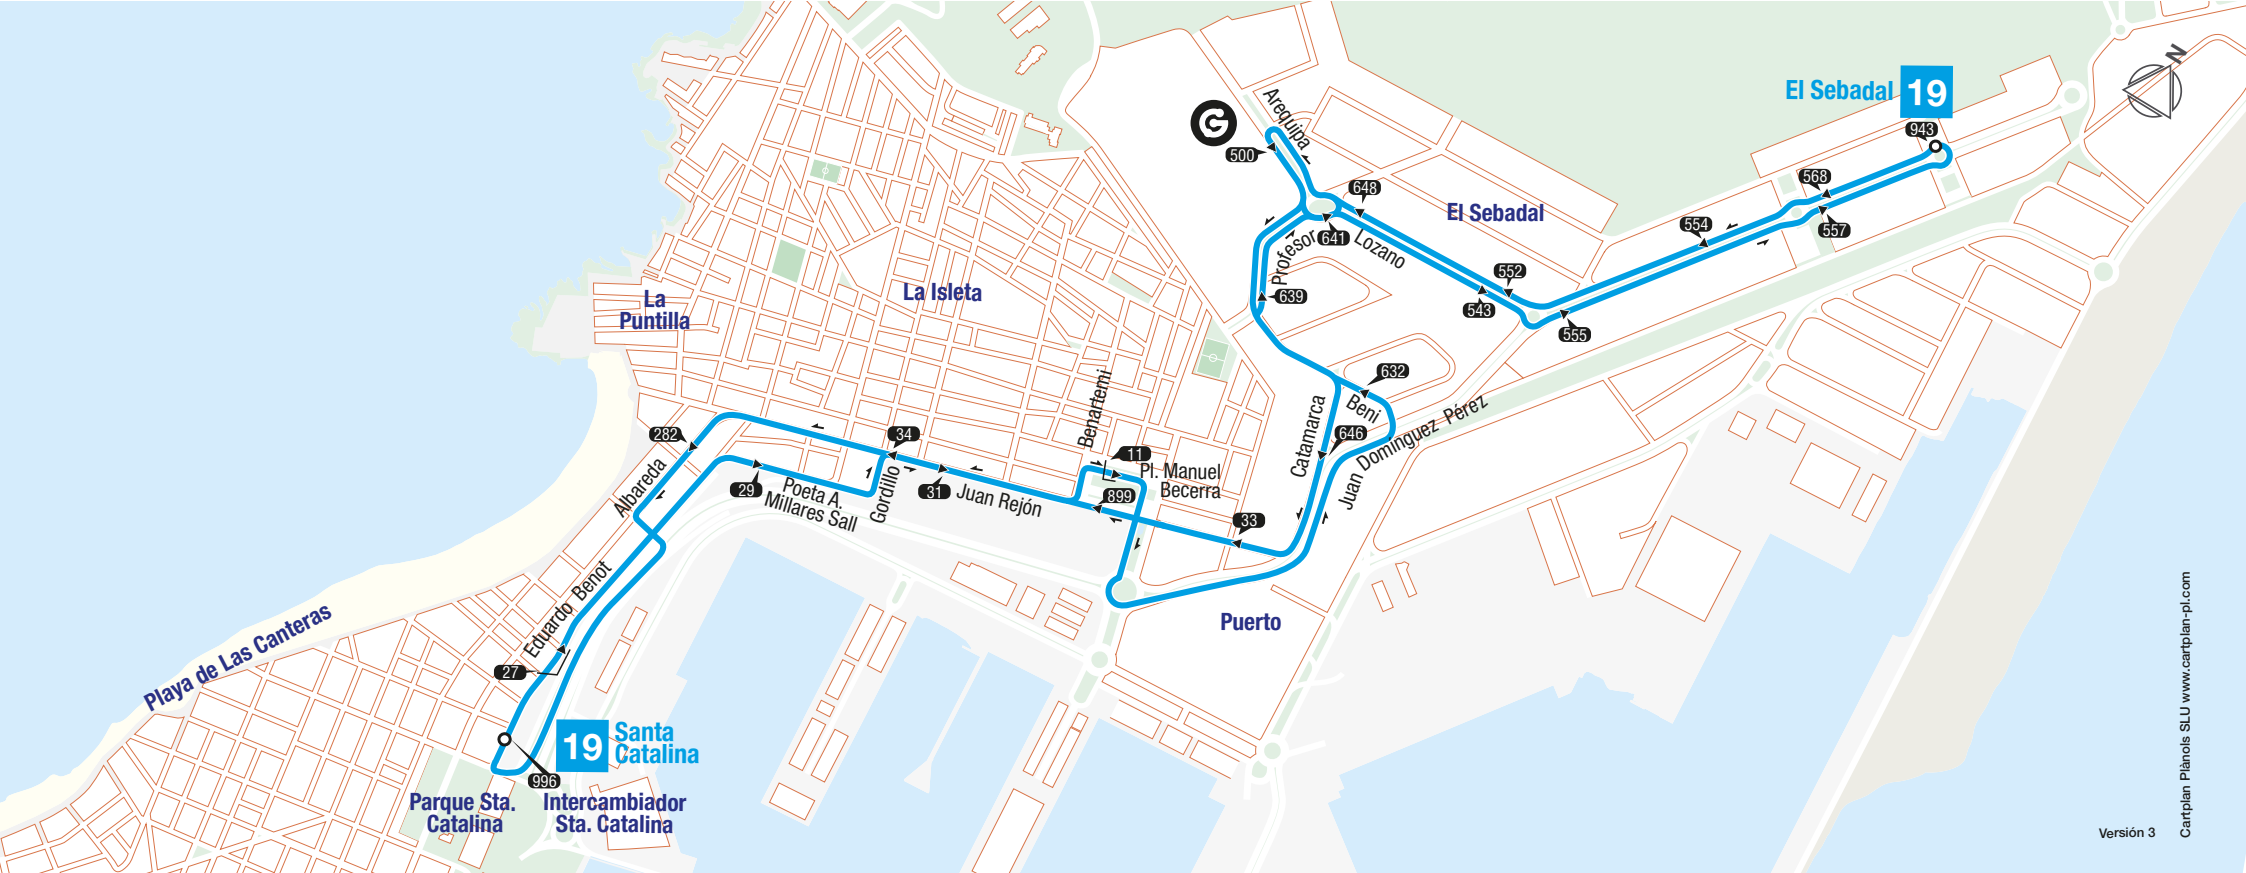 N
El Sebadal
19
943
Arequipa
500
648
568
El Sebadal
554
557
641
Profesor
Lozano
552
639
543
555
La
Puntilla
La Isleta
Benartemi
632
Beni
Catamarca
646
Juan Dominguez Pérez
282
34
11
Pl. Manuel
Becerra
Albareda
29
Poeta A.
Millares Sall
Gordillo
31
Juan Rejón
899
33
Eduardo Benot
Puerto
Playa de Las Canteras
27
19
Santa
Catalina
996
Parque Sta.
Catalina
Intercambiador
Sta. Catalina
Versión 3
Cartplan Plànols SLU www.cartplan-pl.com